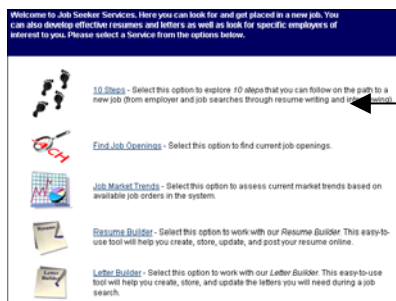 Welcome to Job Seeker Services. Here you can look for and get placed in a new job. You
can also develop effective resumes and letters as well as look for specific employers of
interest to you. Please select a Service from the options below.
10 Steps - Select this option to explore 10 steps that you can follow on the path to a
new job (from employer and job searches through resume writing and interviewing).
Find Job Openings - Select this option to find current job openings.
Job Market Trends - Select this option to assess current market trends based on
available job orders in the system.
Resume Builder - Select this option to work with our Resume Builder. This easy-to-
use tool will help you create, store, update, and post your resume online.
Letter Builder - Select this option to work with our Letter Builder. This easy-to-use
tool will help you create, store, and update the letters you will need during a job
search.
Letter
Builder